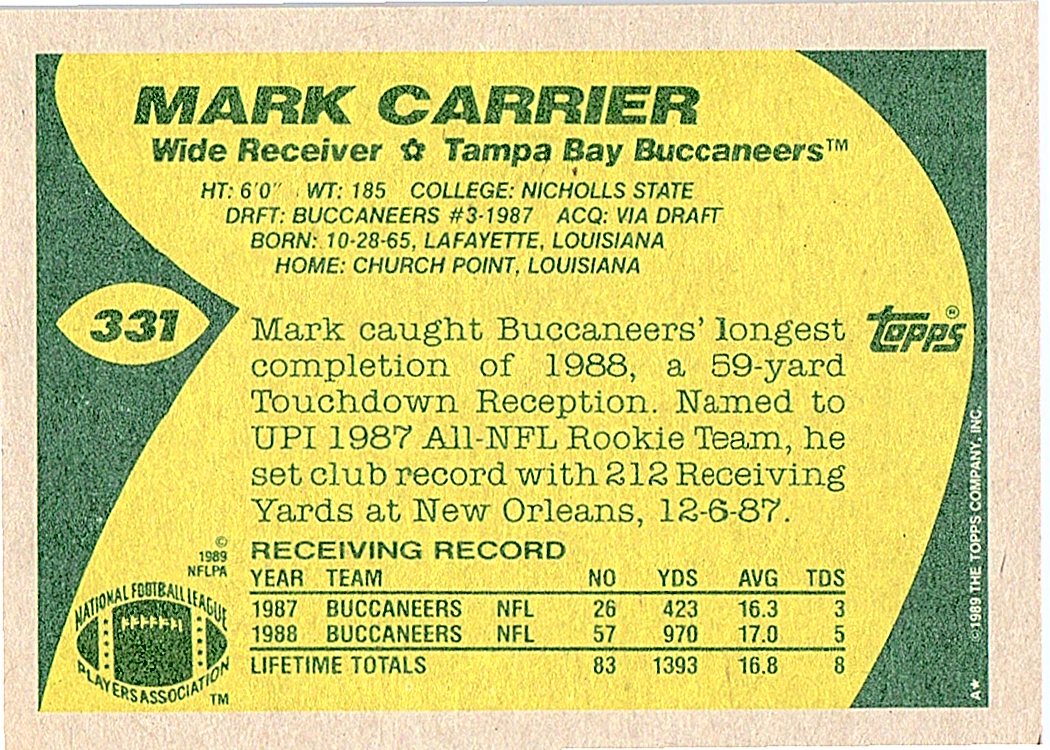 MARK CARRIER
Wide Receiver ✩ Tampa Bay Buccaneers™
HT: 6'0" WT: 185 COLLEGE: NICHOLLS STATE
DRFT: BUCCANEERS #3-1987 ACQ: VIA DRAFT
BORN: 10-28-65, LAFAYETTE, LOUISIANA
HOME: CHURCH POINT, LOUISIANA
331
Mark caught Buccaneers' longest
completion of 1988, a 59-yard
Touchdown Reception. Named to
UPI 1987 All-NFL Rookie Team, he
set club record with 212 Receiving
Yards at New Orleans, 12-6-87.
topps®
©
1989
NFLPA
NATIONAL FOOTBALL LEAGUE
PLAYERS ASSOCIATION
TM
RECEIVING RECORD
YEAR TEAM NO YDS AVG TDS
1987 BUCCANEERS NFL 26 423 16.3 3
1988 BUCCANEERS NFL 57 970 17.0 5
LIFETIME TOTALS 83 1393 16.8 8
©1989 THE TOPPS COMPANY, INC.
A★